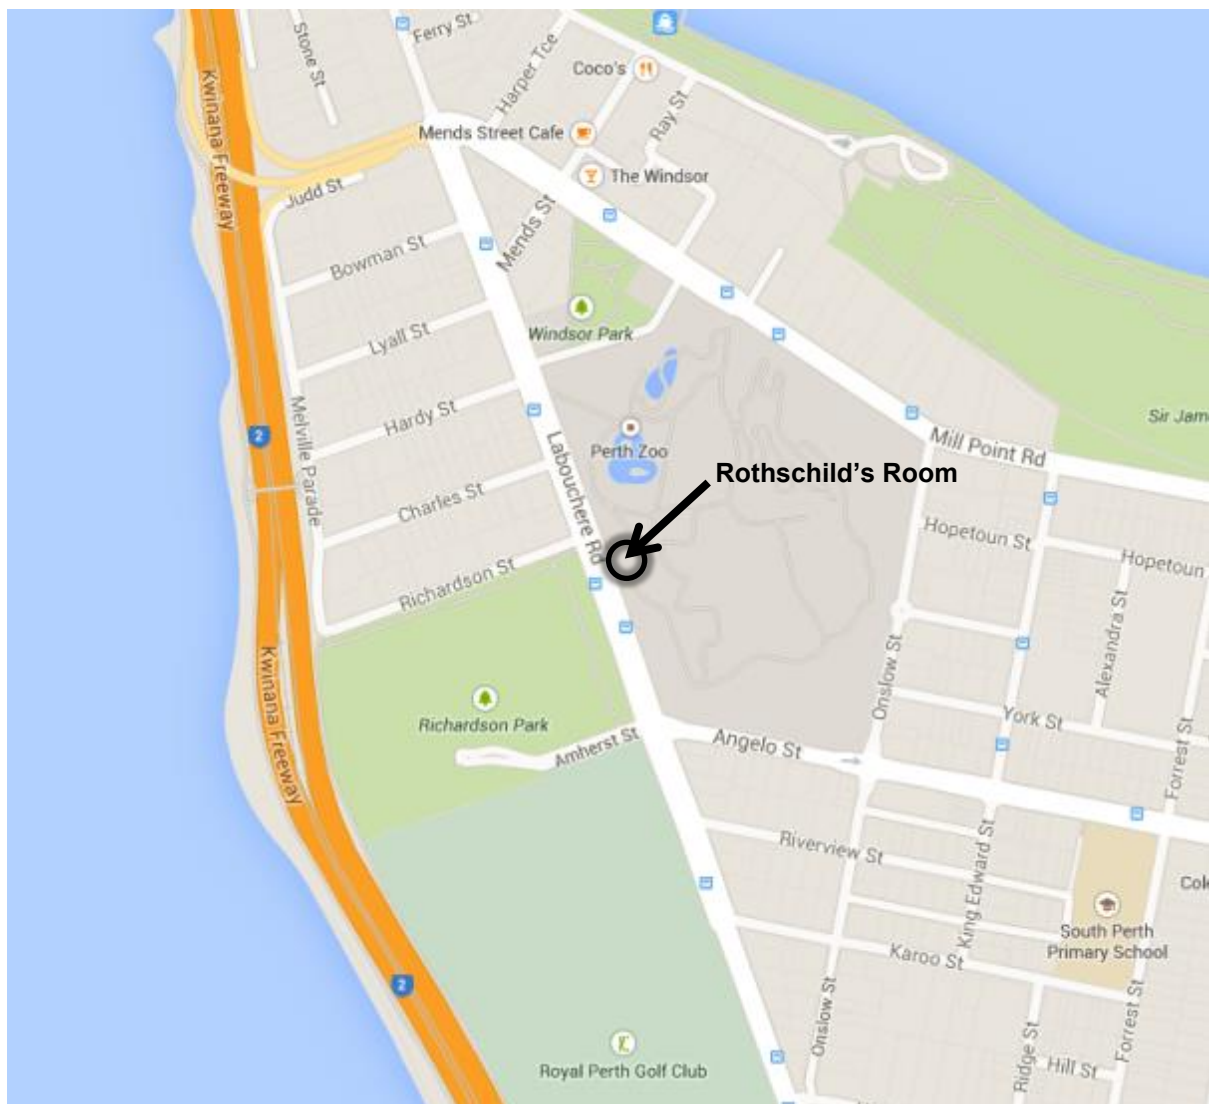 Stone St
Ferry St
Harper Tce
Coco's
Ray St
Kwinana Freeway
Mends Street Cafe
The Windsor
Judd St
Mends St
Bowman St
Windsor Park
Lyall St
Melville Parade
Hardy St
Sir Jam
2
Labouchere Rd
Perth Zoo
Mill Point Rd
Rothschild's Room
Charles St
Hopetoun St
Hopetoun
Richardson St
Alexandra St
Onslow St
Kwinana Freeway
Richardson Park
York St
Amherst St
Angelo St
Forrest St
Riverview St
King Edward St
Cole
South Perth
Primary School
Karoo St
2
Onslow St
Ridge St
Forrest St
Hill St
Royal Perth Golf Club